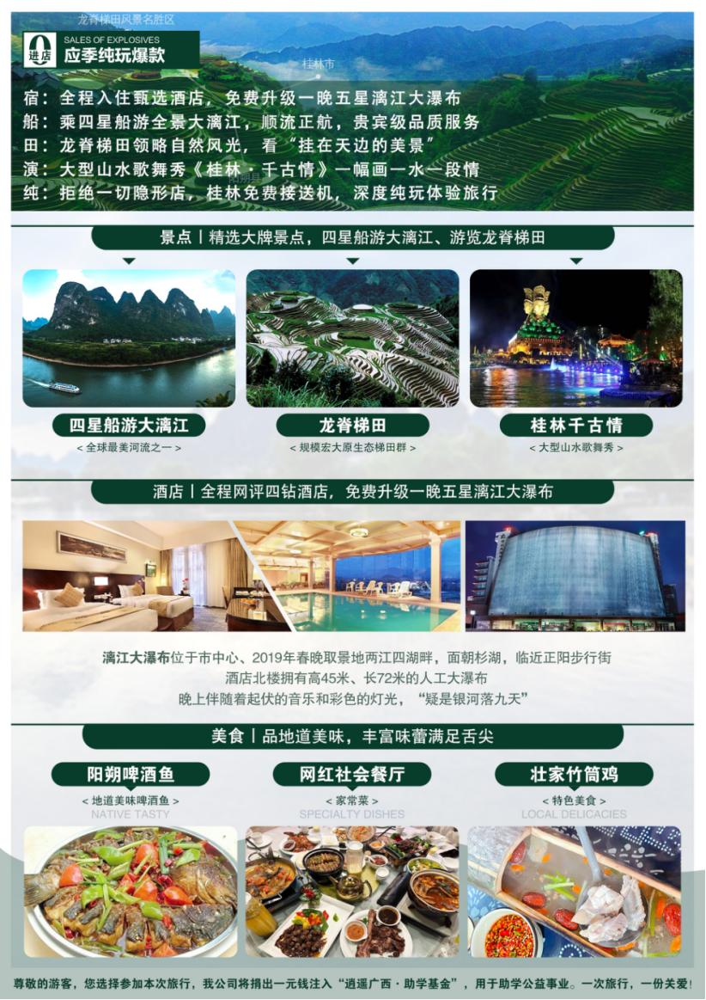 龙脊梯田风景名胜区
SALES OF EXPLOSIVES
0
进店
应季纯玩爆款
桂林市
宿：全程入住甄选酒店，免费升级一晚五星漓江大瀑布
船：乘四星船游全景大漓江，顺流正航，贵宾级品质服务
田：龙脊梯田领略自然风光，看“挂在天边的美景”
演：大型山水歌舞秀《桂林·千古情》一幅画一水一段情
纯：拒绝一切隐形店，桂林免费接送机，深度纯玩体验旅行
景点丨精选大牌景点，四星船游大漓江、游览龙脊梯田
四星船游大漓江
龙脊梯田
桂林千古情
< 全球最美河流之一 >
< 规模宏大原生态梯田群 >
< 大型山水歌舞秀 >
酒店丨全程网评四钻酒店，免费升级一晚五星漓江大瀑布
漓江大瀑布位于市中心、2019年春晚取景地两江四湖畔，面朝杉湖，临近正阳步行街
酒店北楼拥有高45米、长72米的人工大瀑布
晚上伴随着起伏的音乐和彩色的灯光，“疑是银河落九天”
美食丨品地道美味，丰富味蕾满足舌尖
阳朔啤酒鱼
网红社会餐厅
壮家竹筒鸡
< 地道美味啤酒鱼 >
< 家常菜 >
< 特色美食 >
NATIVE TASTY
SPECIALTY DISHES
LOCAL DELICACIES
尊敬的游客，您选择参加本次旅行，我公司将捐出一元钱注入“逍遥广西·助学基金”，用于助学公益事业。一次旅行，一份关爱！